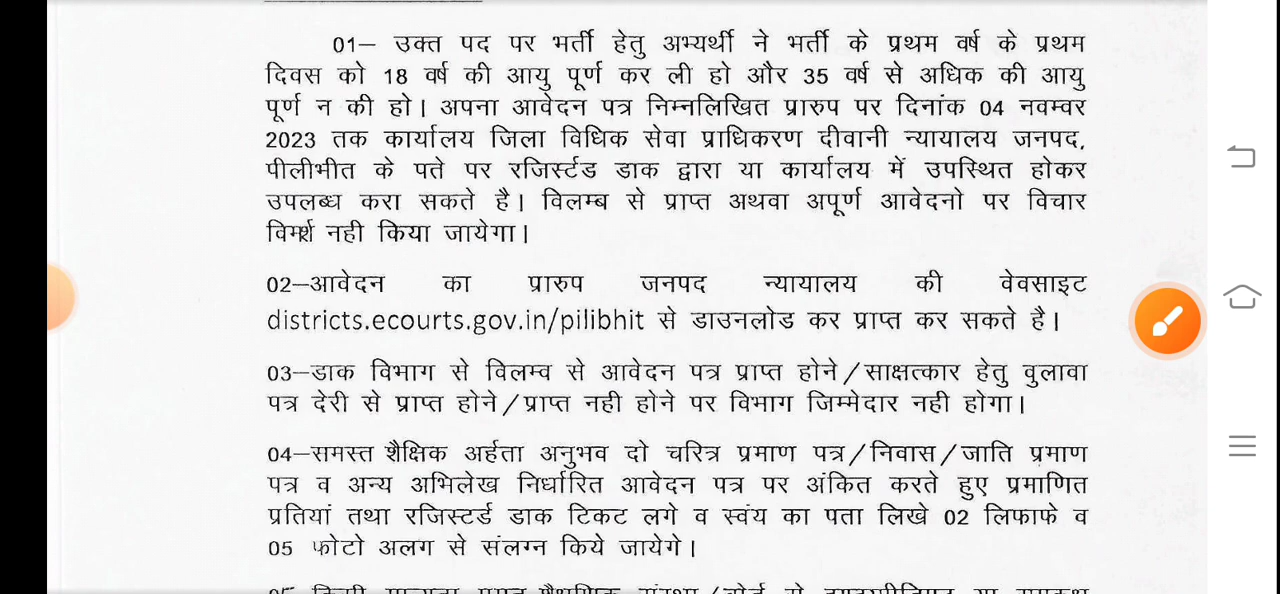 01– उक्त पद पर भर्ती हेतु अभ्यर्थी ने भर्ती के प्रथम वर्ष के प्रथम
दिवस को 18 वर्ष की आयु पूर्ण कर ली हो और 35 वर्ष से अधिक की आयु
पूर्ण न की हो। अपना आवेदन पत्र निम्नलिखित प्रारुप पर दिनांक 04 नवम्वर
2023 तक कार्यालय जिला विधिक सेवा प्राधिकरण दीवानी न्यायालय जनपद,
पीलीभीत के पते पर रजिर्स्टड डाक द्वारा या कार्यालय में उपस्थित होकर
उपलब्ध करा सकते है। विलम्ब से प्राप्त अथवा अपूर्ण आवेदनो पर विचार
विमर्श नही किया जायेगा।
02–आवेदन का प्रारुप जनपद न्यायालय की वेवसाइट
districts.ecourts.gov.in/pilibhit से डाउनलोड कर प्राप्त कर सकते है।
03–डाक विभाग से विलम्व से आवेदन पत्र प्राप्त होने/साक्षत्कार हेतु वुलावा
पत्र देरी से प्राप्त होने/प्राप्त नही होने पर विभाग जिम्मेदार नही होगा।
04–समस्त शैक्षिक अर्हता अनुभव दो चरित्र प्रमाण पत्र/निवास/जाति प्रमाण
पत्र व अन्य अभिलेख निर्धारित आवेदन पत्र पर अंकित करते हुए प्रमाणित
प्रतियां तथा रजिस्टर्ड डाक टिकट लगे व स्वंय का पता लिखे 02 लिफाफे व
05 फोटो अलग से संलग्न किये जायेगे।